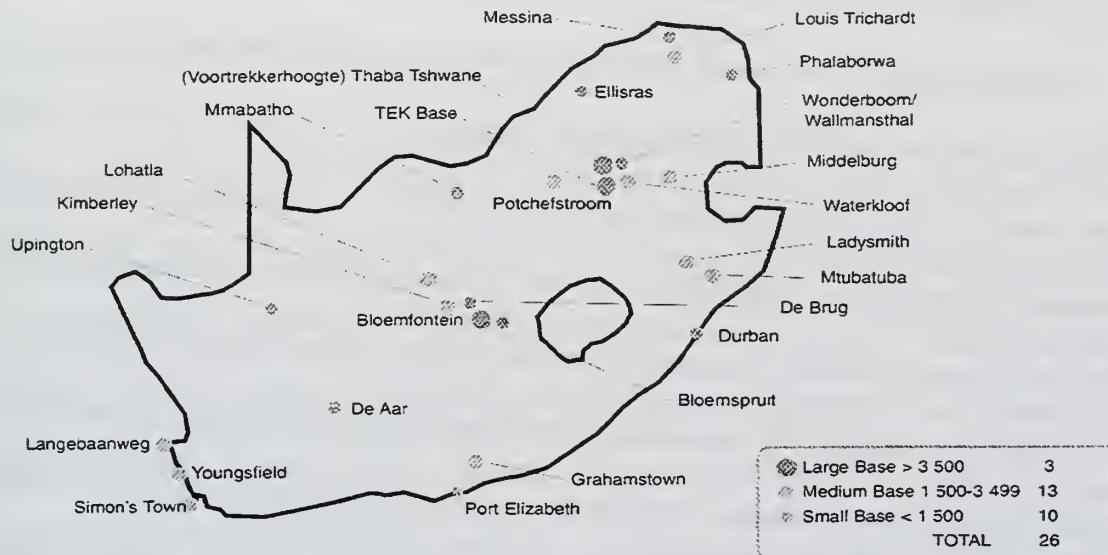 Messina
Louis Trichardt
(Voortrekkerhoogte) Thaba Tshwane
Phalaborwa
Ellisras
Mmabatho
TEK Base
Wonderboom/
Wallmansthal
Lohatla
Middelburg
Kimberley
Potchefstroom
Waterkloof
Upington
Ladysmith
Mtubatuba
De Brug
Bloemfontein
Durban
Bloemspruit
De Aar
Langebaanweg
Youngsfield
Grahamstown
Simon's Town
Port Elizabeth
Large Base > 3 500 3
Medium Base 1 500-3 499 13
Small Base < 1 500 10
TOTAL 26